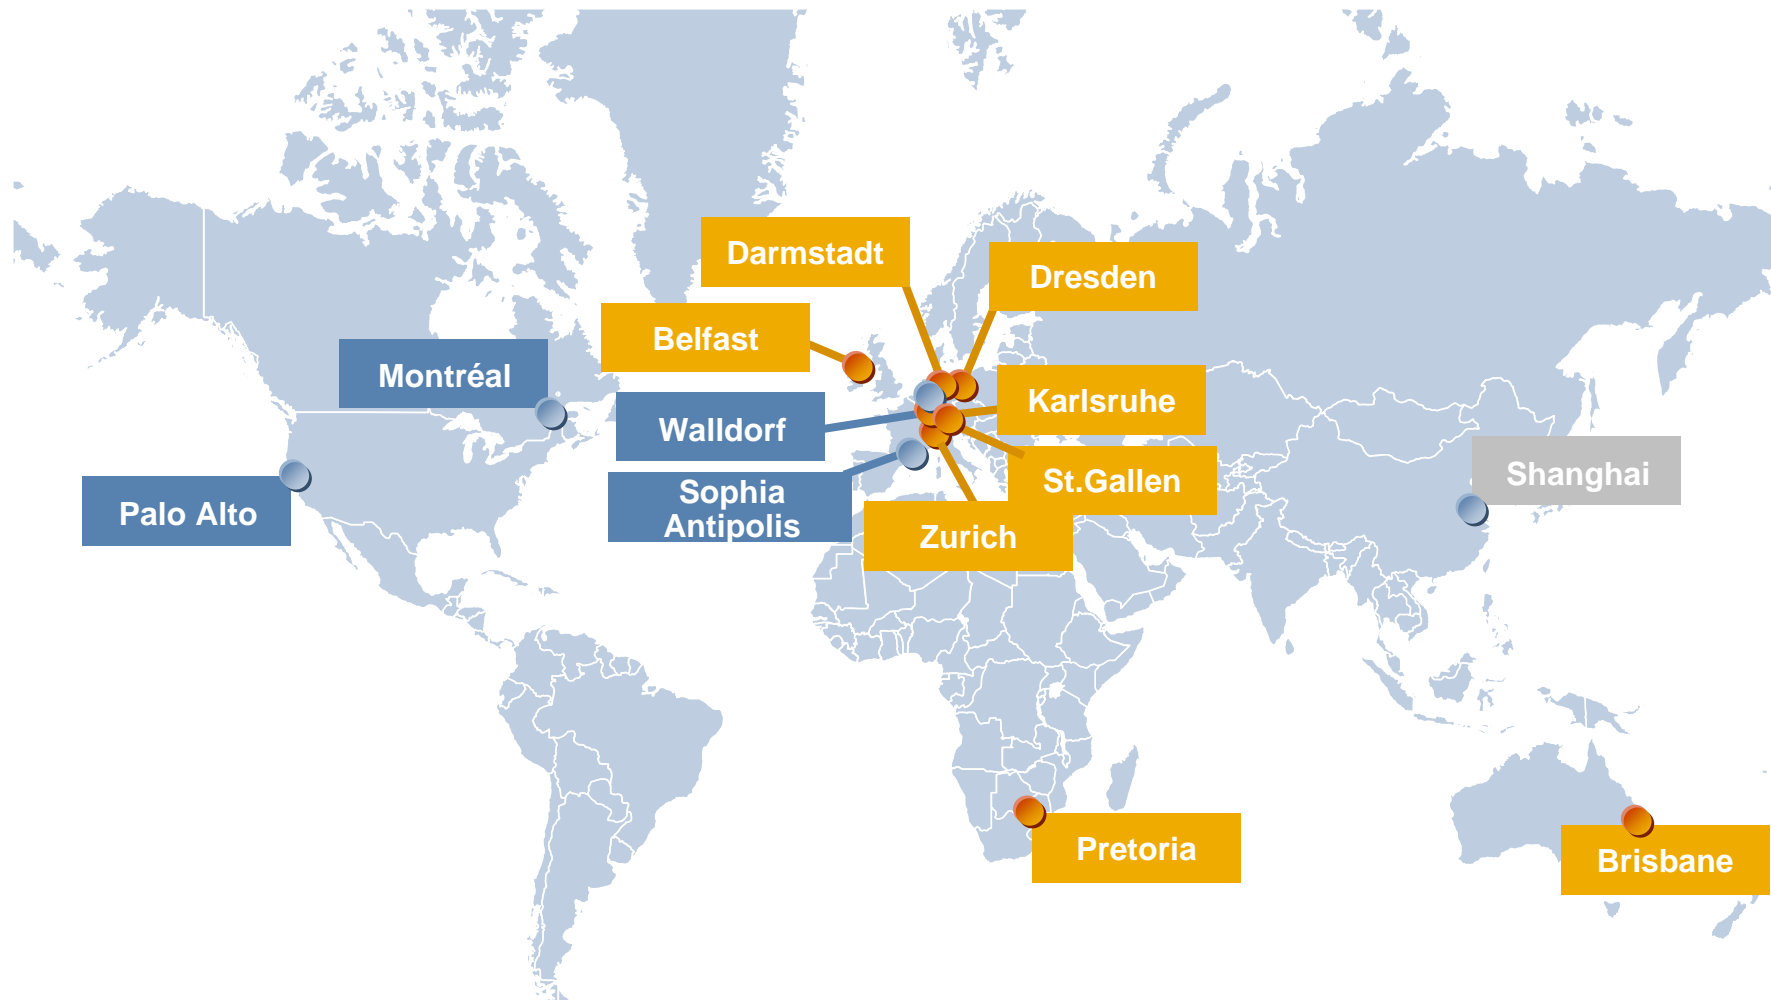 Darmstadt
Dresden
Belfast
Montréal
Karlsruhe
Walldorf
Shanghai
St.Gallen
Sophia
Antipolis
Palo Alto
Zurich
Pretoria
Brisbane